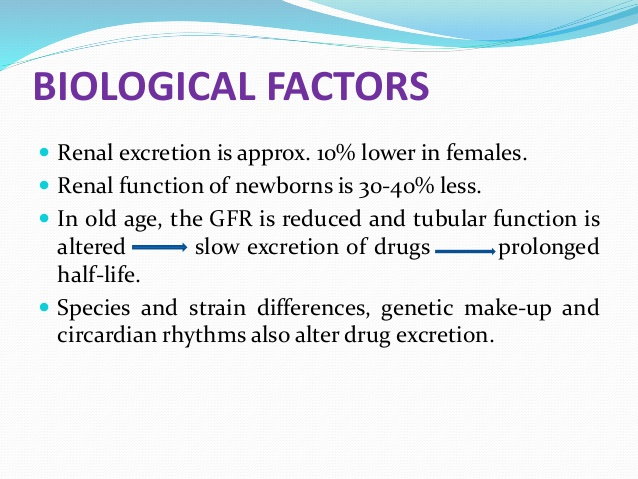 BIOLOGICAL FACTORS
• Renal excretion is approx. 10% lower in females.
• Renal function of newborns is 30-40% less.
• In old age, the GFR is reduced and tubular function is
altered slow excretion of drugs prolonged
half-life.
• Species and strain differences, genetic make-up and
circardian rhythms also alter drug excretion.